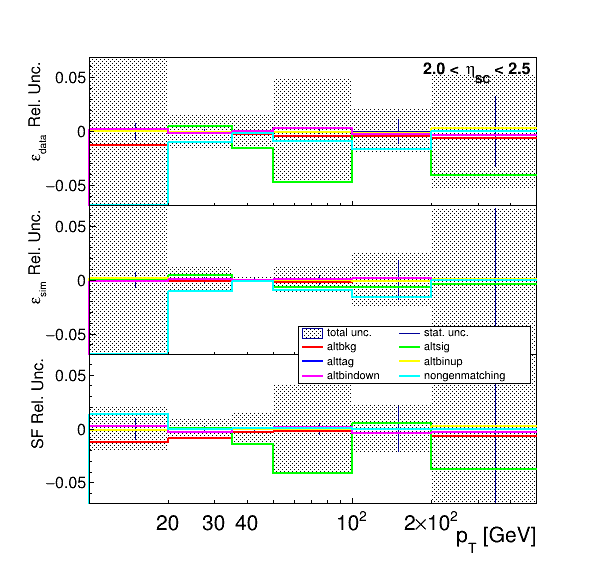 2.0 < η_SC < 2.5
ε_data Rel. Unc.
0.05
0
−0.05
ε_sim Rel. Unc.
0.05
0
−0.05
total unc. stat. unc.
altbkg altsig
alttag altbinup
altbindown nongenmatching
SF Rel. Unc.
0.05
0
−0.05
20 30 40 10² 2×10²
p_T [GeV]